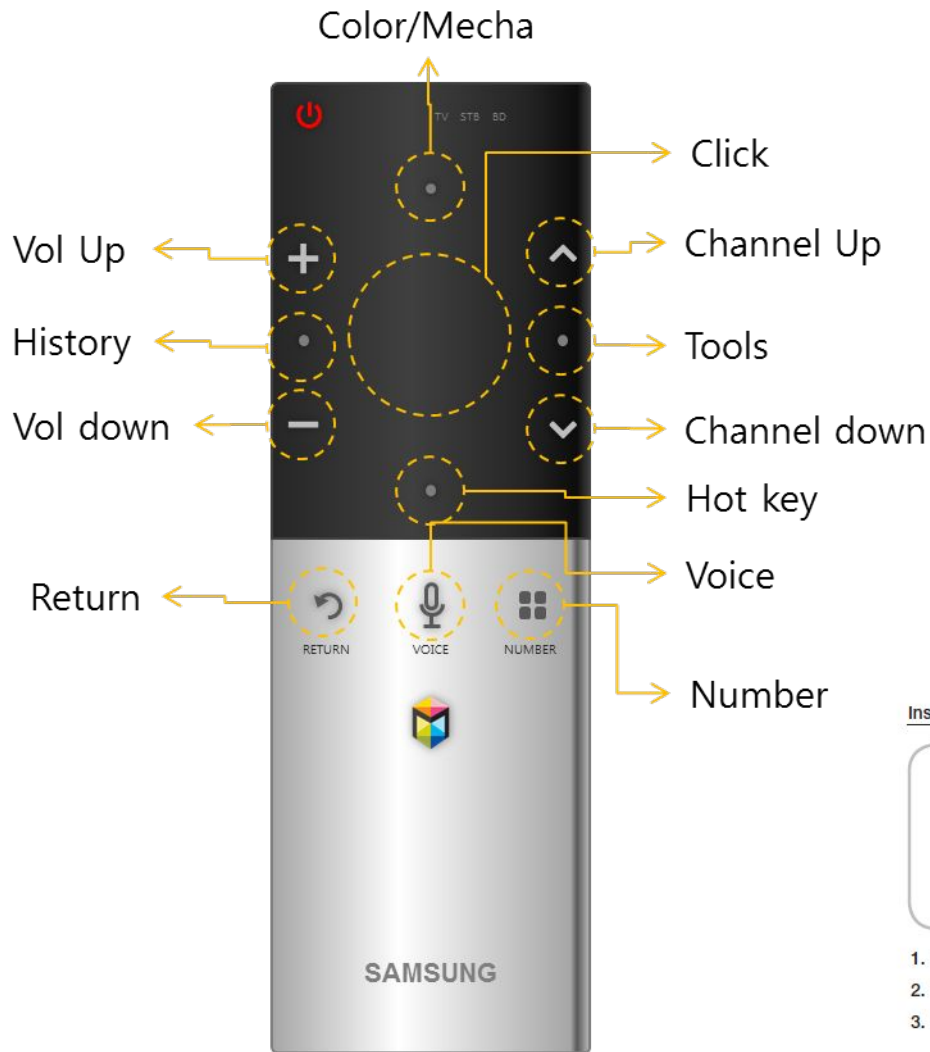 Color/Mecha
TV STB BD
Click
Vol Up
Channel Up
History
Tools
Vol down
Channel down
Hot key
Voice
Return
RETURN VOICE NUMBER
Number
Ins
SAMSUNG
1.
2.
3.